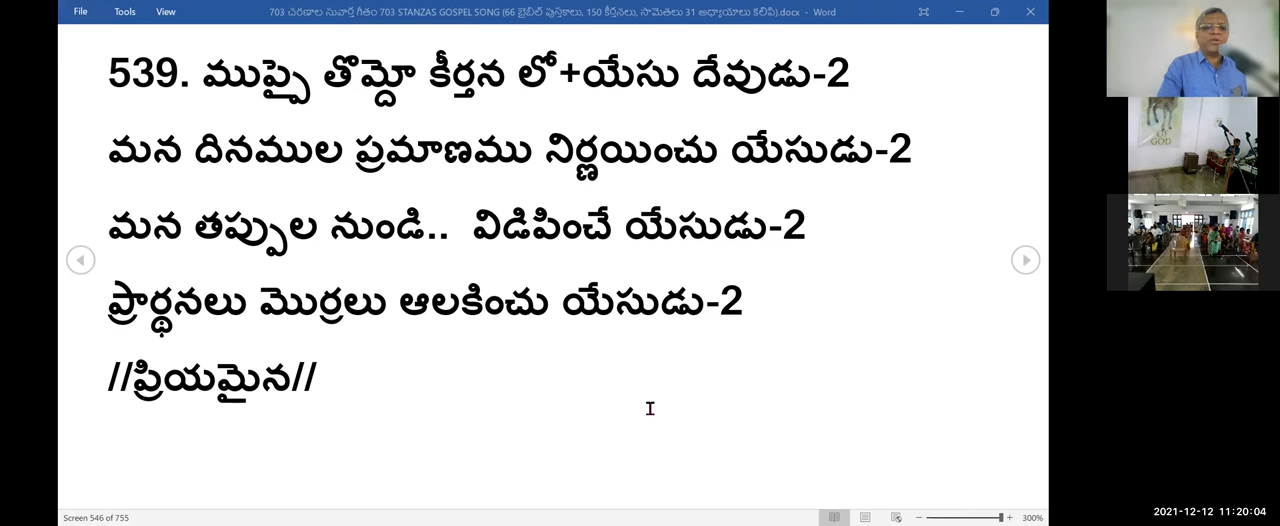 File Tools View 703 చరణాల సువార్త గీతం 703 STANZAS GOSPEL SONG (66 బైబిల్ పుస్తకాలు, 150 కీర్తనలు, సామెతలు 31 అధ్యాయాలు కలిపి).docx - Word
539. ముప్పై తొమ్దో కీర్తన లో+యేసు దేవుడు-2
మన దినముల ప్రమాణము నిర్ణయించు యేసుడు-2
మన తప్పుల నుండి.. విడిపించే యేసుడు-2
ప్రార్థనలు మొర్రలు ఆలకించు యేసుడు-2
//ప్రియమైన//
GOD
Screen 546 of 755 300%
2021-12-12 11:20:04